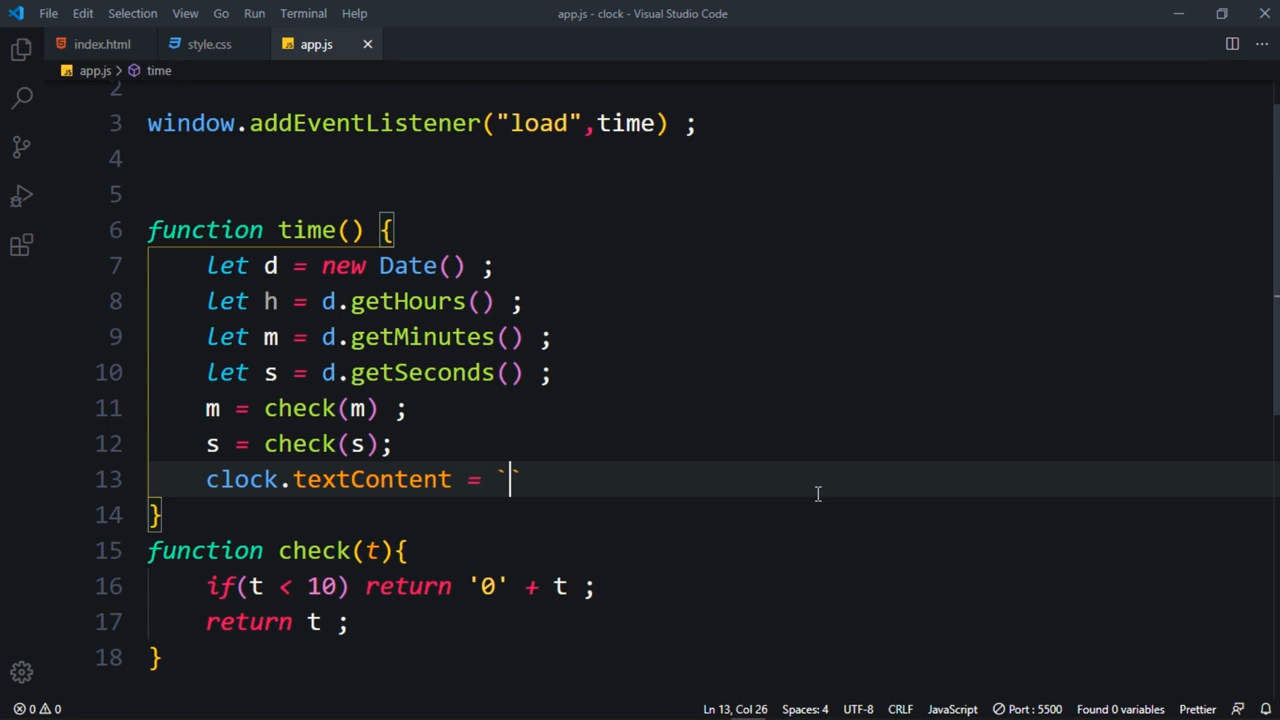 File Edit Selection View Go Run Terminal Help app.js - clock - Visual Studio Code
index.html style.css JS app.js
JS app.js > time
2
3 window.addEventListener("load",time) ;
4
5
6 function time() {
7 let d = new Date() ;
8 let h = d.getHours() ;
9 let m = d.getMinutes() ;
10 let s = d.getSeconds() ;
11 m = check(m) ;
12 s = check(s);
13 clock.textContent = ``
14 }
15 function check(t){
16 if(t < 10) return '0' + t ;
17 return t ;
18 }
0 0 Ln 13, Col 26 Spaces: 4 UTF-8 CRLF JavaScript Port : 5500 Found 0 variables Prettier